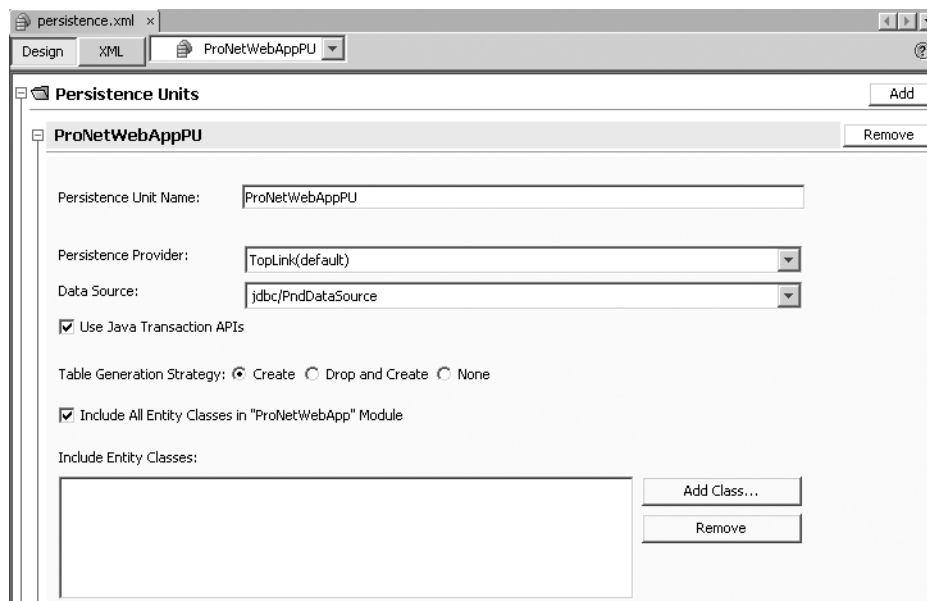 persistence.xml ×
Design XML ProNetWebAppPU
Persistence Units Add
ProNetWebAppPU Remove
Persistence Unit Name: ProNetWebAppPU
Persistence Provider: TopLink(default)
Data Source: jdbc/PndDataSource
Use Java Transaction APIs
Table Generation Strategy: Create Drop and Create None
Include All Entity Classes in "ProNetWebApp" Module
Include Entity Classes:
Add Class...
Remove